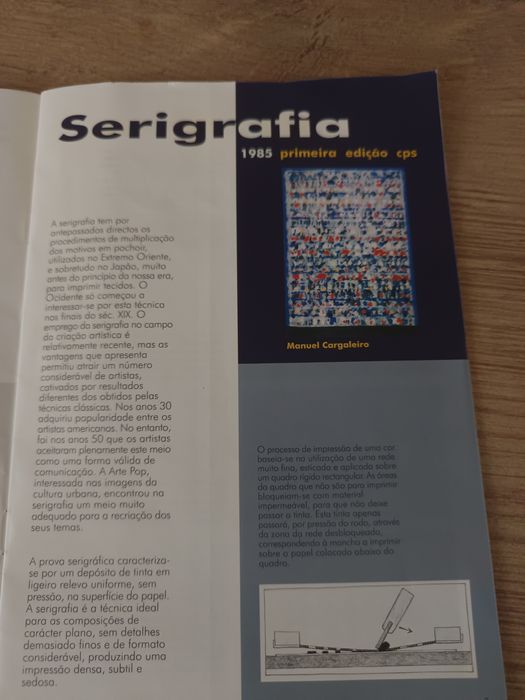 Serigrafia
1985 primeira edição cps
Manuel Cargaleiro
A serigrafia tem por
antepassados directos os
procedimentos de multiplicação
dos motivos em pochoir,
utilizados no Extremo Oriente,
e sobretudo no Japão, muito
antes do princípio da nossa era,
para imprimir tecidos. O
Ocidente só começou a
interessar-se por esta técnica
nos finais do séc. XIX. O
emprego da serigrafia no campo
da criação artística é
relativamente recente, mas as
vantagens que apresenta
permitiu atrair um número
considerável de artistas,
cativados por resultados
diferentes dos obtidos pelas
técnicas clássicas. Nos anos 30
adquiriu popularidade entre os
artistas americanos. No entanto,
foi nos anos 50 que os artistas
aceitaram plenamente este meio
como uma forma válida de
comunicação. A Arte Pop,
interessada nas imagens da
cultura urbana, encontrou na
serigrafia um meio muito
adequado para a recriação dos
seus temas.
A prova serigráfica caracteriza-
se por um depósito de tinta em
ligeiro relevo uniforme, sem
pressão, na superfície do papel.
A serigrafia é a técnica ideal
para as composições de
carácter plano, sem detalhes
demasiado finos e de formato
considerável, produzindo uma
impressão densa, subtil e
sedosa.
O processo de impressão de uma cor
baseia-se na utilização de uma rede
muito fina, esticada e aplicada sobre
um quadro rígido rectangular. As áreas
do quadro que não são para imprimir
bloqueiam-se com material
impermeável, para que não deixe
passar a tinta. Esta tinta apenas
passará, por pressão do rodo, através
da zona da rede desbloqueada,
correspondendo à mancha a imprimir
sobre o papel colocado abaixo do
quadro.